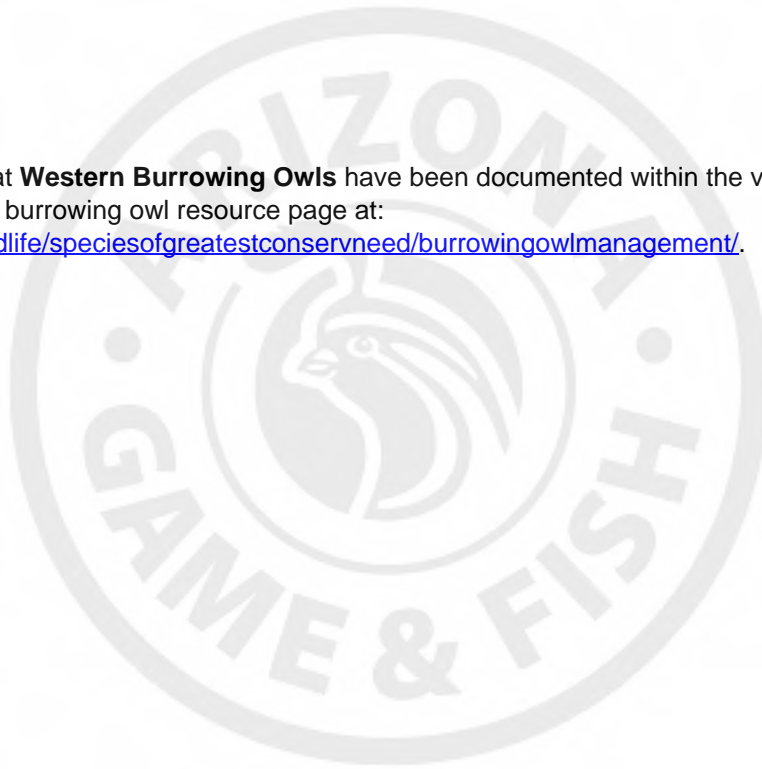 at Western Burrowing Owls have been documented within the v
burrowing owl resource page at:
dlife/speciesofgreatestconservneed/burrowingowlmanagement/.
ARIZONA
GAME & FISH